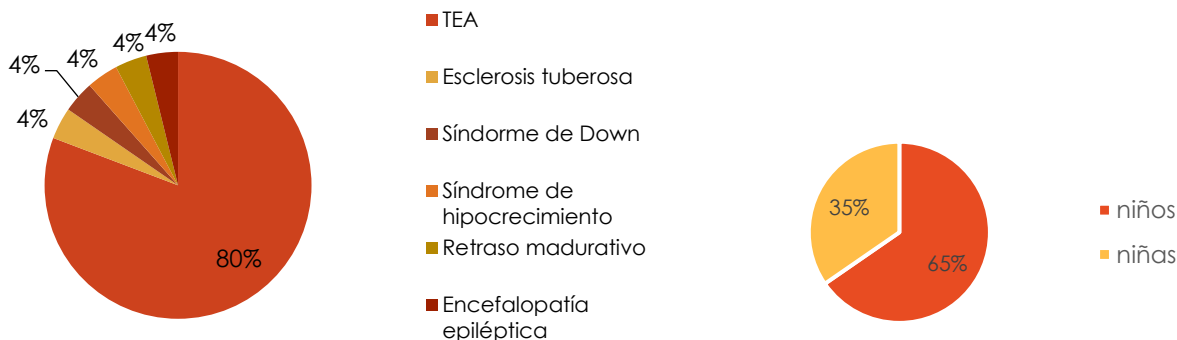 4%
4%
4%
4%
4%
80%
TEA
Esclerosis tuberosa
Síndorme de Down
Síndrome de
hipocrecimiento
Retraso madurativo
Encefalopatía
epiléptica
35%
65%
niños
niñas